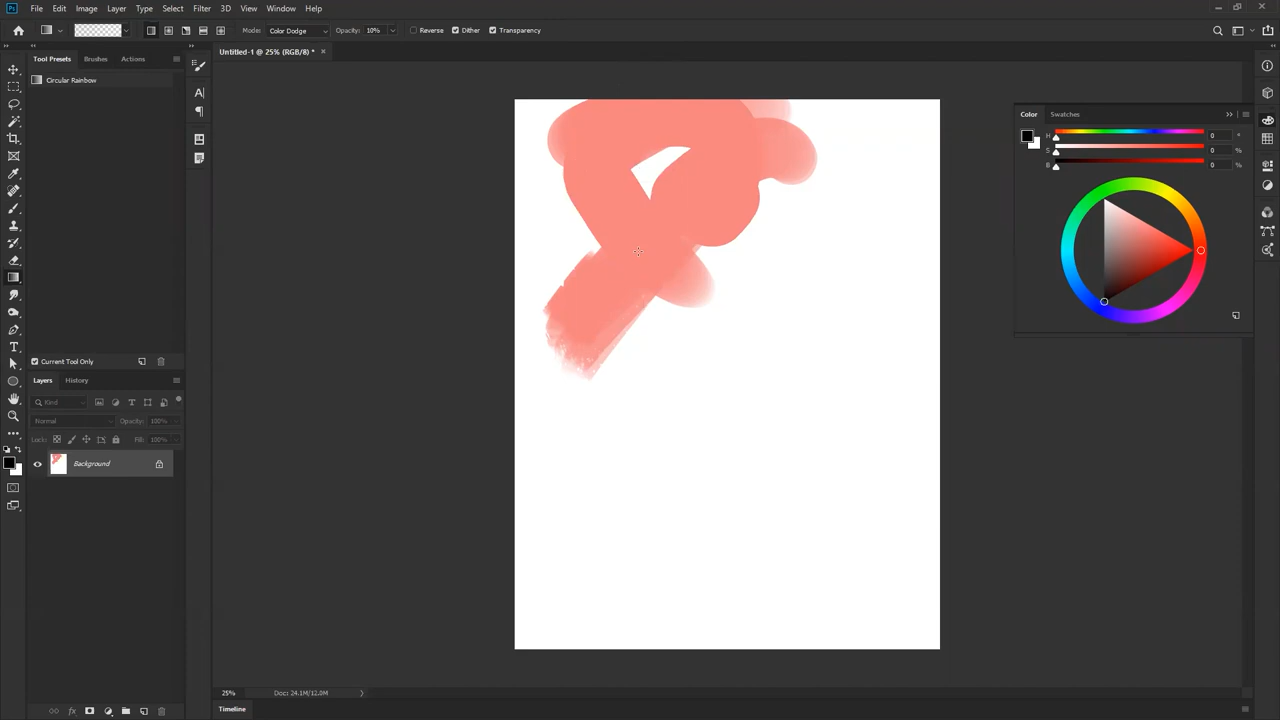 Ps File Edit Image Layer Type Select Filter 3D View Window Help
Mode: Color Dodge Opacity: 10% Reverse Dither Transparency
Untitled-1 @ 25% (RGB/8) * ×
Tool Presets Brushes Actions
Circular Rainbow
Current Tool Only
Layers History
Kind
Normal Opacity: 100%
Lock: Fill: 100%
Background
Color Swatches
H 0 °
S 0 %
B 0 %
25% Doc: 24.1M/12.0M
Timeline